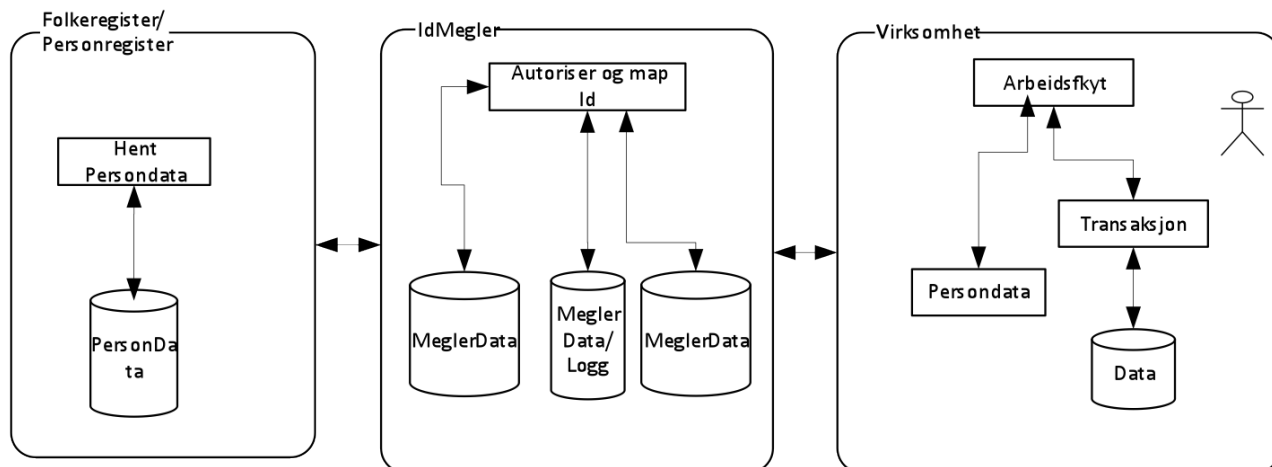 Folkeregister/
Personregister
Hent
Persondata
PersonDa
ta
IdMegler
Autoriser og map
Id
MeglerData
Megler
Data/
Logg
MeglerData
Virksomhet
Arbeidsfkyt
Transaksjon
Persondata
Data